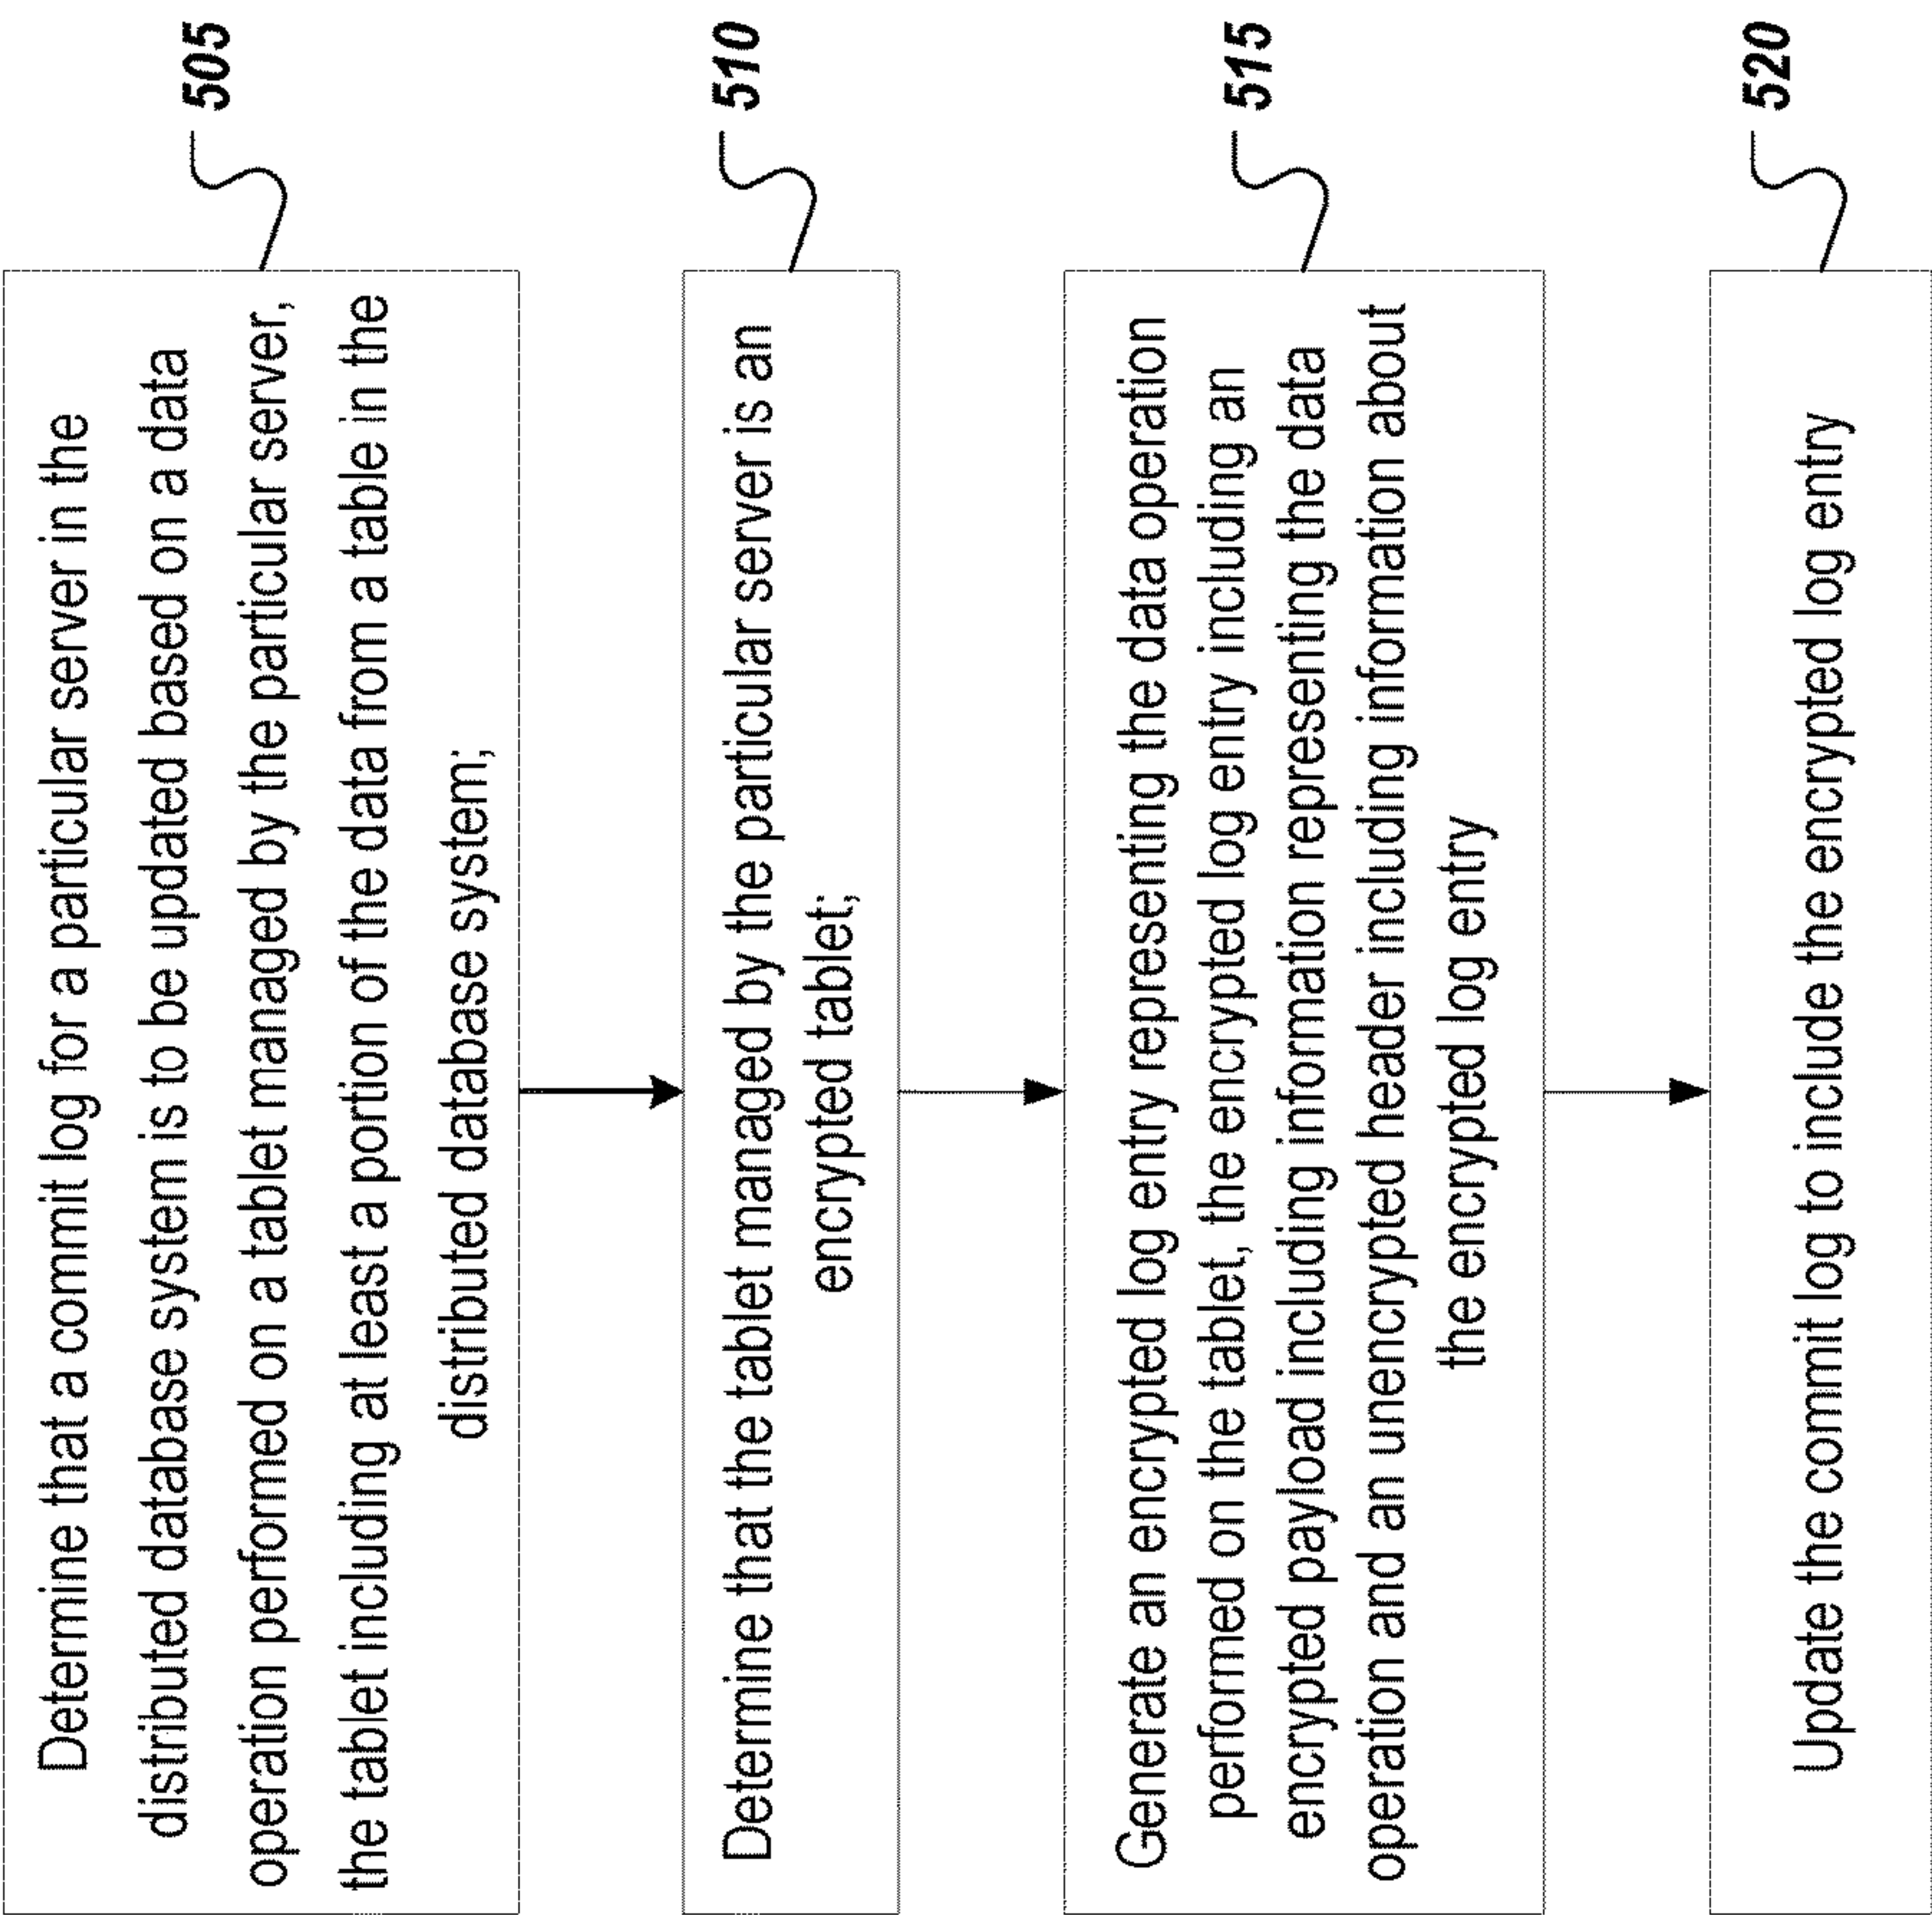 Determine that a commit log for a particular server in the
distributed database system is to be updated based on a data
operation performed on a tablet managed by the particular server,
the tablet including at least a portion of the data from a table in the
distributed database system;
505
Determine that the tablet managed by the particular server is an
encrypted tablet;
510
Generate an encrypted log entry representing the data operation
performed on the tablet, the encrypted log entry including an
encrypted payload including information representing the data
operation and an unencrypted header including information about
the encrypted log entry
515
Update the commit log to include the encrypted log entry
520